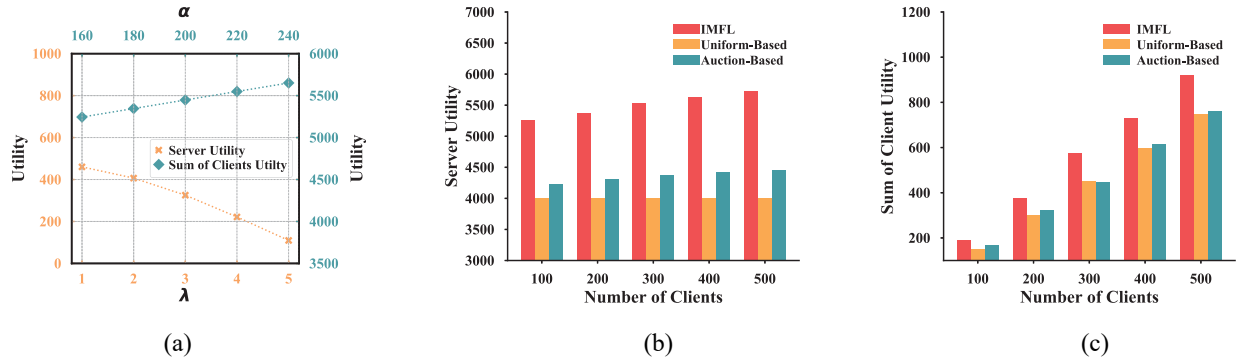 α
160 180 200 220 240
1000
800
600
400
200
0
Utility
6000
5500
5000
4500
4000
3500
Utility
Server Utility
Sum of Clients Utilty
1 2 3 4 5
λ
(a)
7000
6500
6000
5500
5000
4500
4000
3500
3000
Server Utility
IMFL
Uniform-Based
Auction-Based
100 200 300 400 500
Number of Clients
(b)
1200
1000
800
600
400
200
Sum of Client Utility
IMFL
Uniform-Based
Auction-Based
100 200 300 400 500
Number of Clients
(c)